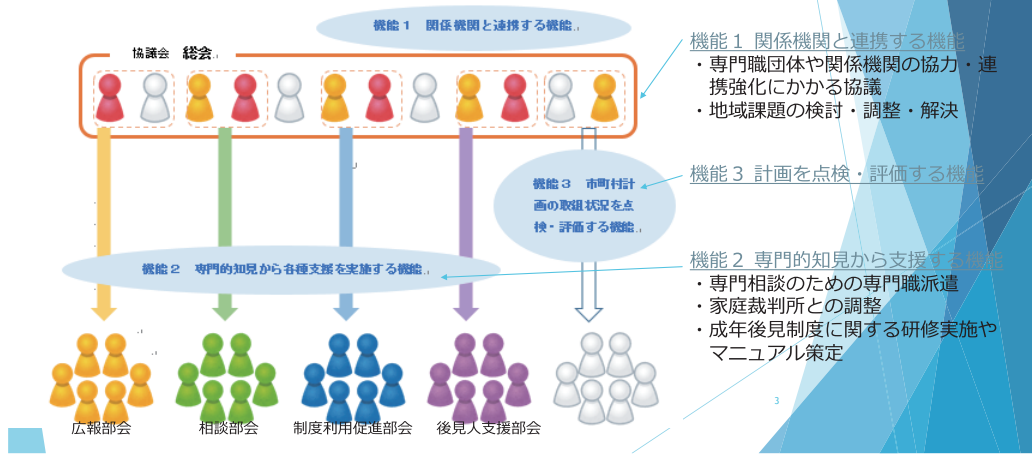 機能１　関係機関と連携する機能
協議会　総会
機能３　市町村計
画の取組状況を点
検・評価する機能
機能２　専門的知見から各種支援を実施する機能
広報部会
相談部会
制度利用促進部会
後見人支援部会
機能１ 関係機関と連携する機能
・専門職団体や関係機関の協力・連
携強化にかかる協議
・地域課題の検討・調整・解決
機能３ 計画を点検・評価する機能
機能２ 専門的知見から支援する機能
・専門相談のための専門職派遣
・家庭裁判所との調整
・成年後見制度に関する研修実施や
マニュアル策定
3